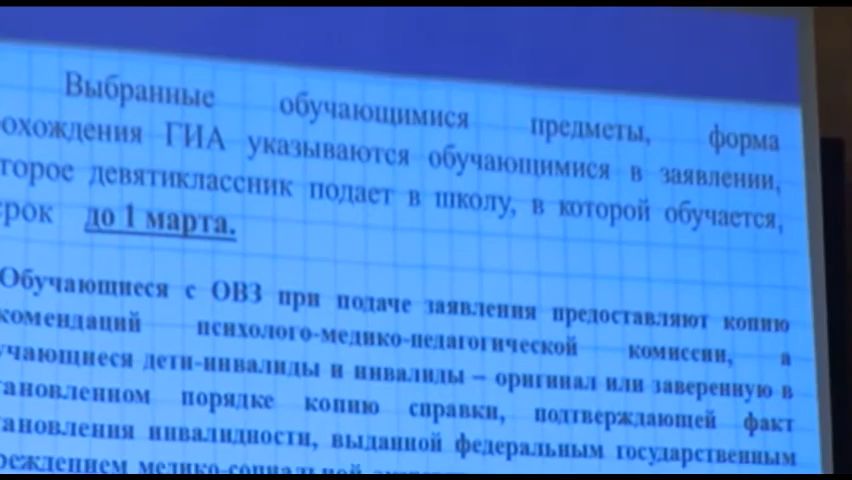 Выбранные обучающимися предметы, форма
охождения ГИА указываются обучающимися в заявлении,
торое девятиклассник подает в школу, в которой обучается,
рок до 1 марта.
Обучающиеся с ОВЗ при подаче заявления предоставляют копию
комендаций психолого-медико-педагогической комиссии, а
учающиеся дети-инвалиды и инвалиды – оригинал или заверенную в
тановленном порядке копию справки, подтверждающей факт
тановления инвалидности, выданной федеральным государственным
реждением медико-социальной